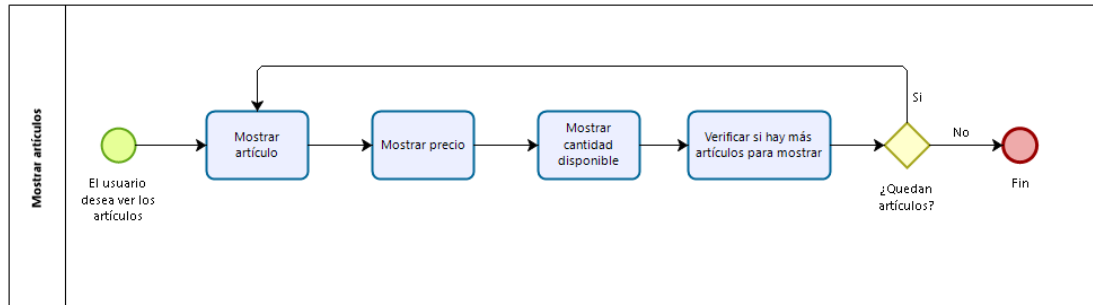 Mostrar artículos
El usuario
desea ver los
artículos
Mostrar
artículo
Mostrar precio
Mostrar
cantidad
disponible
Verificar si hay más
artículos para mostrar
¿Quedan
artículos?
Si
No
Fin